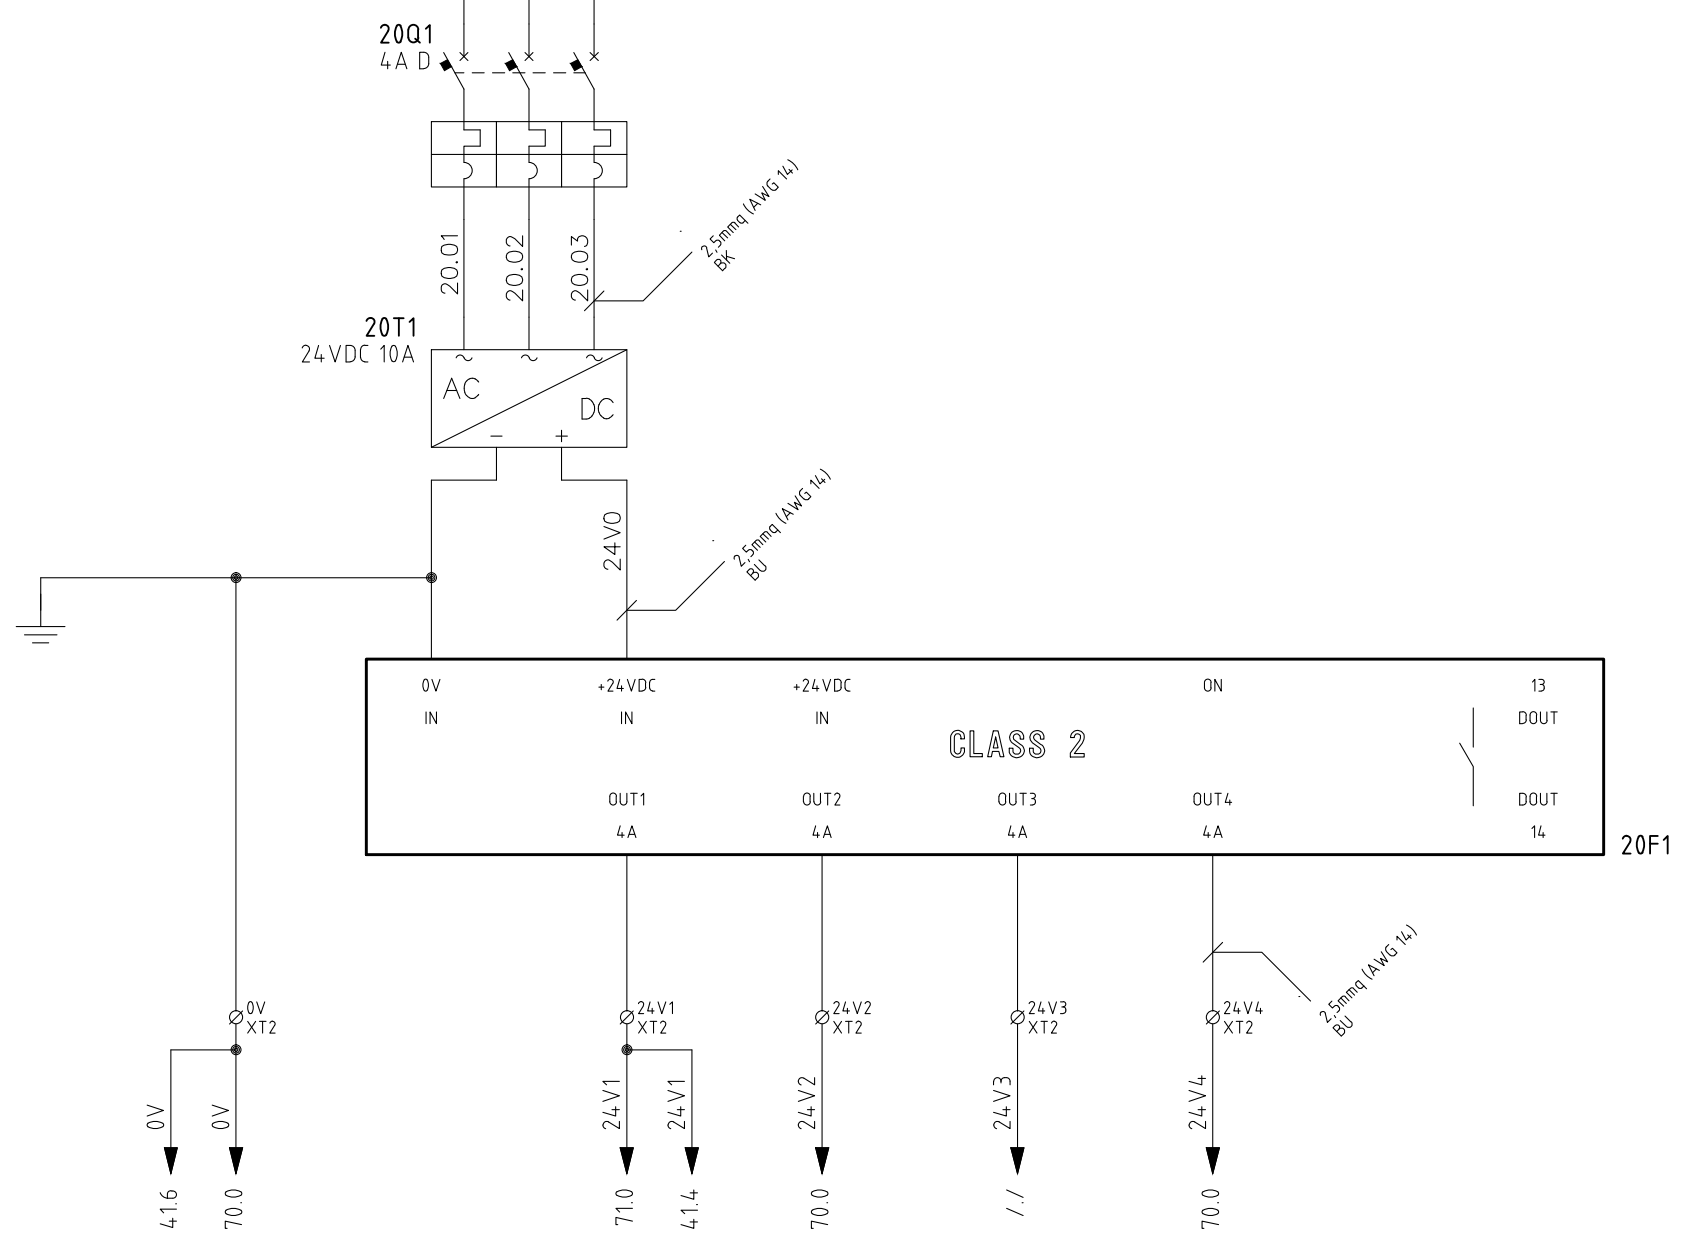 20Q1
4A D
20.01
20.02
20.03
2,5mmq (AWG 14)
BK
20T1
24VDC 10A
AC
DC
− +
24V0
2,5mmq (AWG 14)
BU
0V
IN
+24VDC
IN
+24VDC
IN
ON
13
DOUT
CLASS 2
OUT1
4A
OUT2
4A
OUT3
4A
OUT4
4A
DOUT
14
20F1
2,5mmq (AWG 14)
BU
0V
XT2
24V1
XT2
24V2
XT2
24V3
XT2
24V4
XT2
0V
0V
24V1
24V1
24V2
24V3
24V4
41.6
70.0
71.0
41.4
70.0
/./
70.0